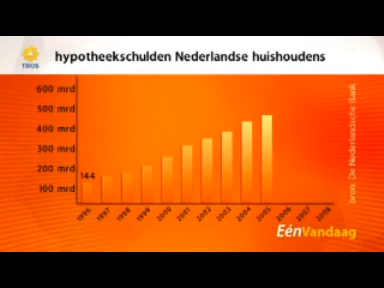 TROS
hypotheekschulden Nederlandse huishoudens
600 mrd
500 mrd
400 mrd
300 mrd
200 mrd
100 mrd
144
1996 1997 1998 1999 2000 2001 2002 2003 2004 2005 2006 2007 2008
bron: De Nederlandsche Bank
EénVandaag